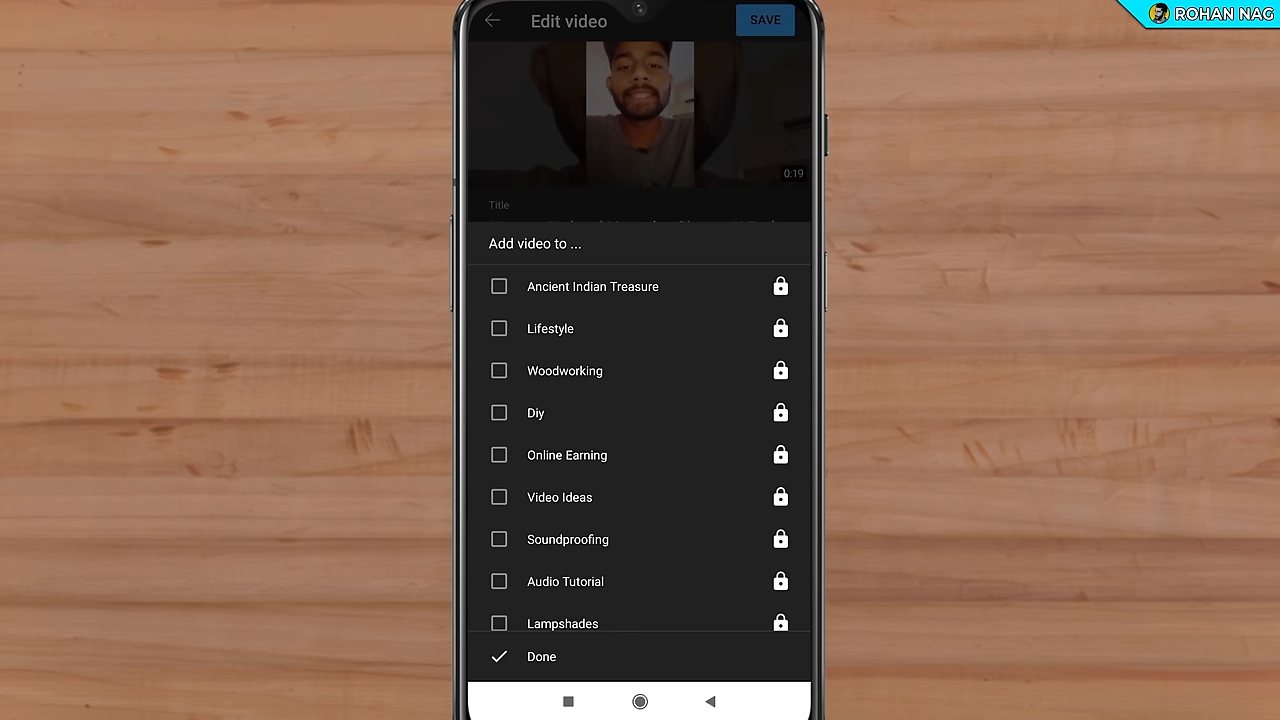 ROHAN NAG
Edit video
SAVE
0:19
Title
Add video to ...
Ancient Indian Treasure
Lifestyle
Woodworking
Diy
Online Earning
Video Ideas
Soundproofing
Audio Tutorial
Lampshades
Done